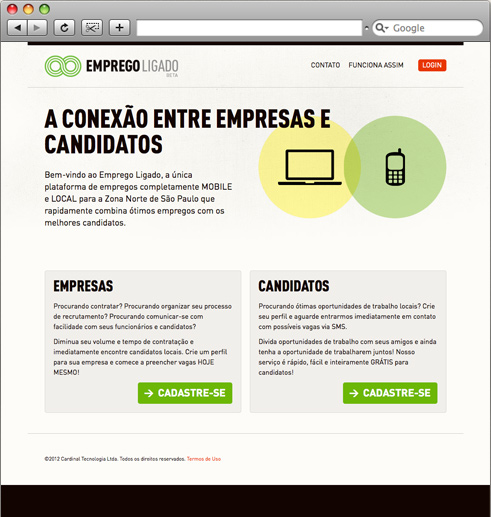 Google
EMPREGO LIGADO
BETA
CONTATO FUNCIONA ASSIM LOGIN
A CONEXÃO ENTRE EMPRESAS E
CANDIDATOS
Bem-vindo ao Emprego Ligado, a única
plataforma de empregos completamente MOBILE
e LOCAL para a Zona Norte de São Paulo que
rapidamente combina ótimos empregos com os
melhores candidatos.
EMPRESAS
Procurando contratar? Procurando organizar seu processo
de recrutamento? Procurando comunicar-se com
facilidade com seus funcionários e candidatos?
Diminua seu volume e tempo de contratação e
imediatamente encontre candidatos locais. Crie um perfil
para sua empresa e comece a preencher vagas HOJE
MESMO!
→ CADASTRE-SE
CANDIDATOS
Procurando ótimas oportunidades de trabalho locais? Crie
seu perfil e aguarde entrarmos imediatamente em contato
com possíveis vagas via SMS.
Divida oportunidades de trabalho com seus amigos e ainda
tenha a oportunidade de trabalharem juntos! Nosso
serviço é rápido, fácil e inteiramente GRÁTIS para
candidatos!
→ CADASTRE-SE
©2012 Cardinal Tecnologia Ltda. Todos os direitos reservados. Termos de Uso